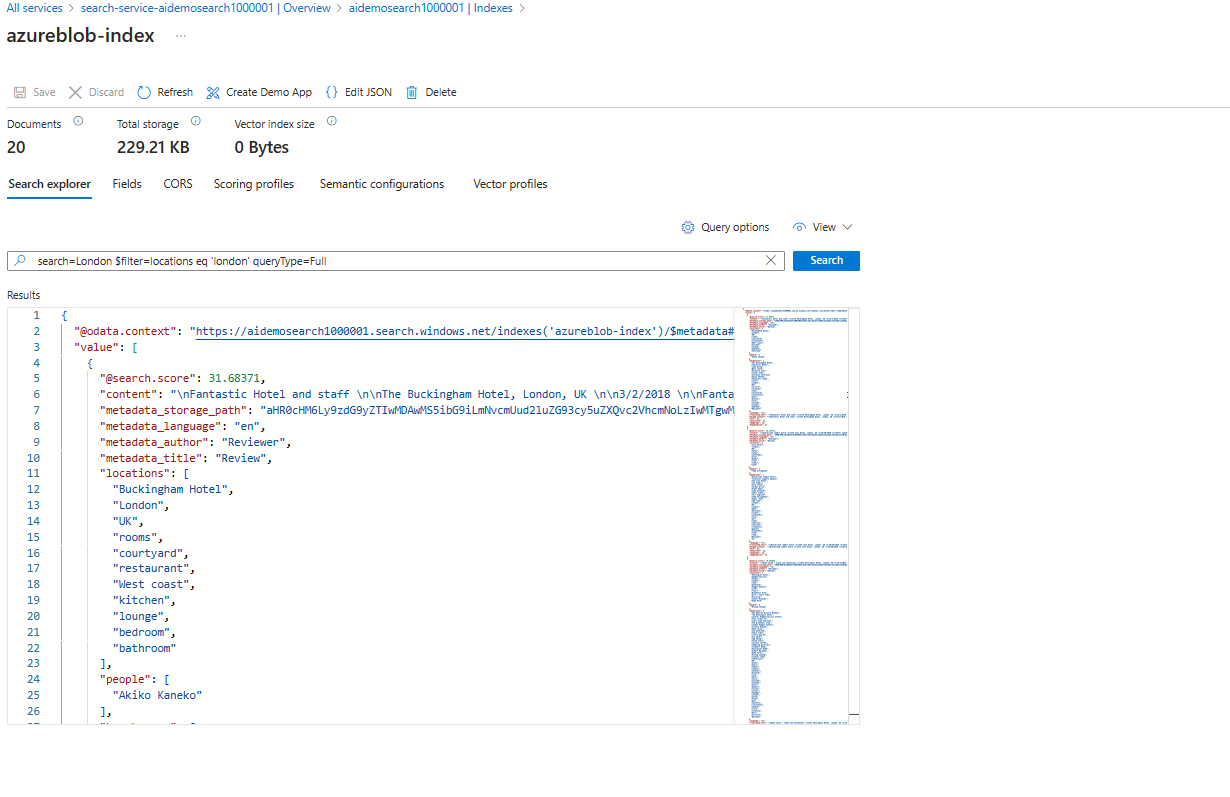 All services > search-service-aidemosearch1000001 | Overview > aidemosearch1000001 | Indexes >
azureblob-index ...
Save Discard Refresh Create Demo App {} Edit JSON Delete
Documents Total storage Vector index size
20 229.21 KB 0 Bytes
Search explorer Fields CORS Scoring profiles Semantic configurations Vector profiles
Query options View
search=London $filter=locations eq 'london' queryType=Full Search
Results
1 {
2 "@odata.context": "https://aidemosearch1000001.search.windows.net/indexes('azureblob-index')/$metadata#
3 "value": [
4 {
5 "@search.score": 31.68371,
6 "content": "\nFantastic Hotel and staff \n\nThe Buckingham Hotel, London, UK \n\n3/2/2018 \n\nFanta
7 "metadata_storage_path": "aHR0cHM6Ly9zdG9yZTIwMDAwMS5ibG9iLmNvcmUud2luZG93cy5uZXQvc2VhcmNoLzIwMTgwM
8 "metadata_language": "en",
9 "metadata_author": "Reviewer",
10 "metadata_title": "Review",
11 "locations": [
12 "Buckingham Hotel",
13 "London",
14 "UK",
15 "rooms",
16 "courtyard",
17 "restaurant",
18 "West coast",
19 "kitchen",
20 "lounge",
21 "bedroom",
22 "bathroom"
23 ],
24 "people": [
25 "Akiko Kaneko"
26 ],